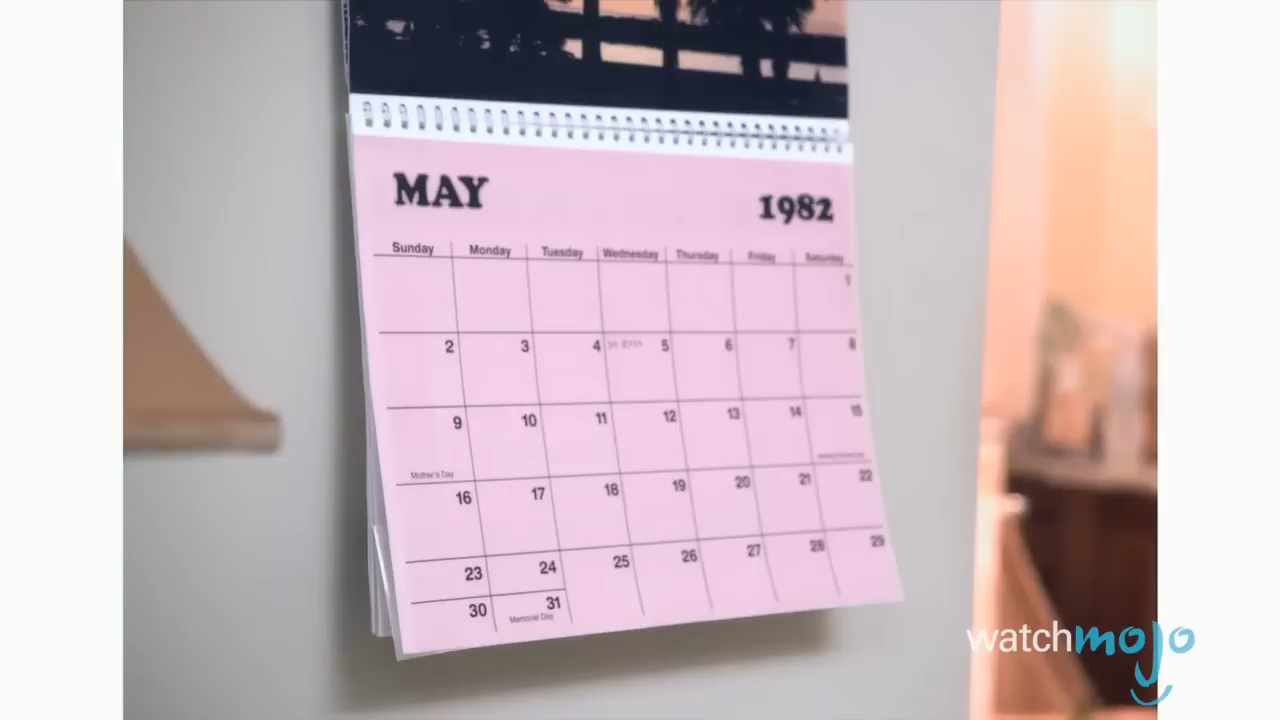 MAY 1982
Sunday Monday Tuesday Wednesday Thursday Friday Saturday
1
2 3 4 5 6 7 8
9 10 11 12 13 14 15
Mother's Day
16 17 18 19 20 21 22
23 24 25 26 27 28 29
30 31
Memorial Day
watchmojo